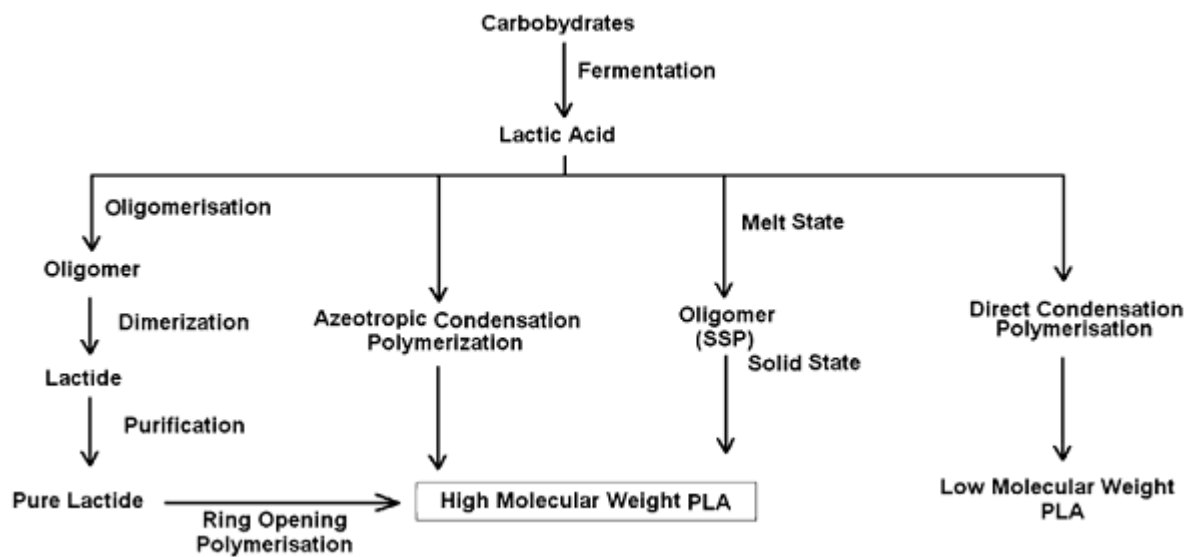 Carbobydrates
Fermentation
Lactic Acid
Oligomerisation
Melt State
Oligomer
Dimerization
Azeotropic Condensation
Polymerization
Oligomer
(SSP)
Direct Condensation
Polymerisation
Solid State
Lactide
Purification
Pure Lactide
High Molecular Weight PLA
Low Molecular Weight
PLA
Ring Opening
Polymerisation